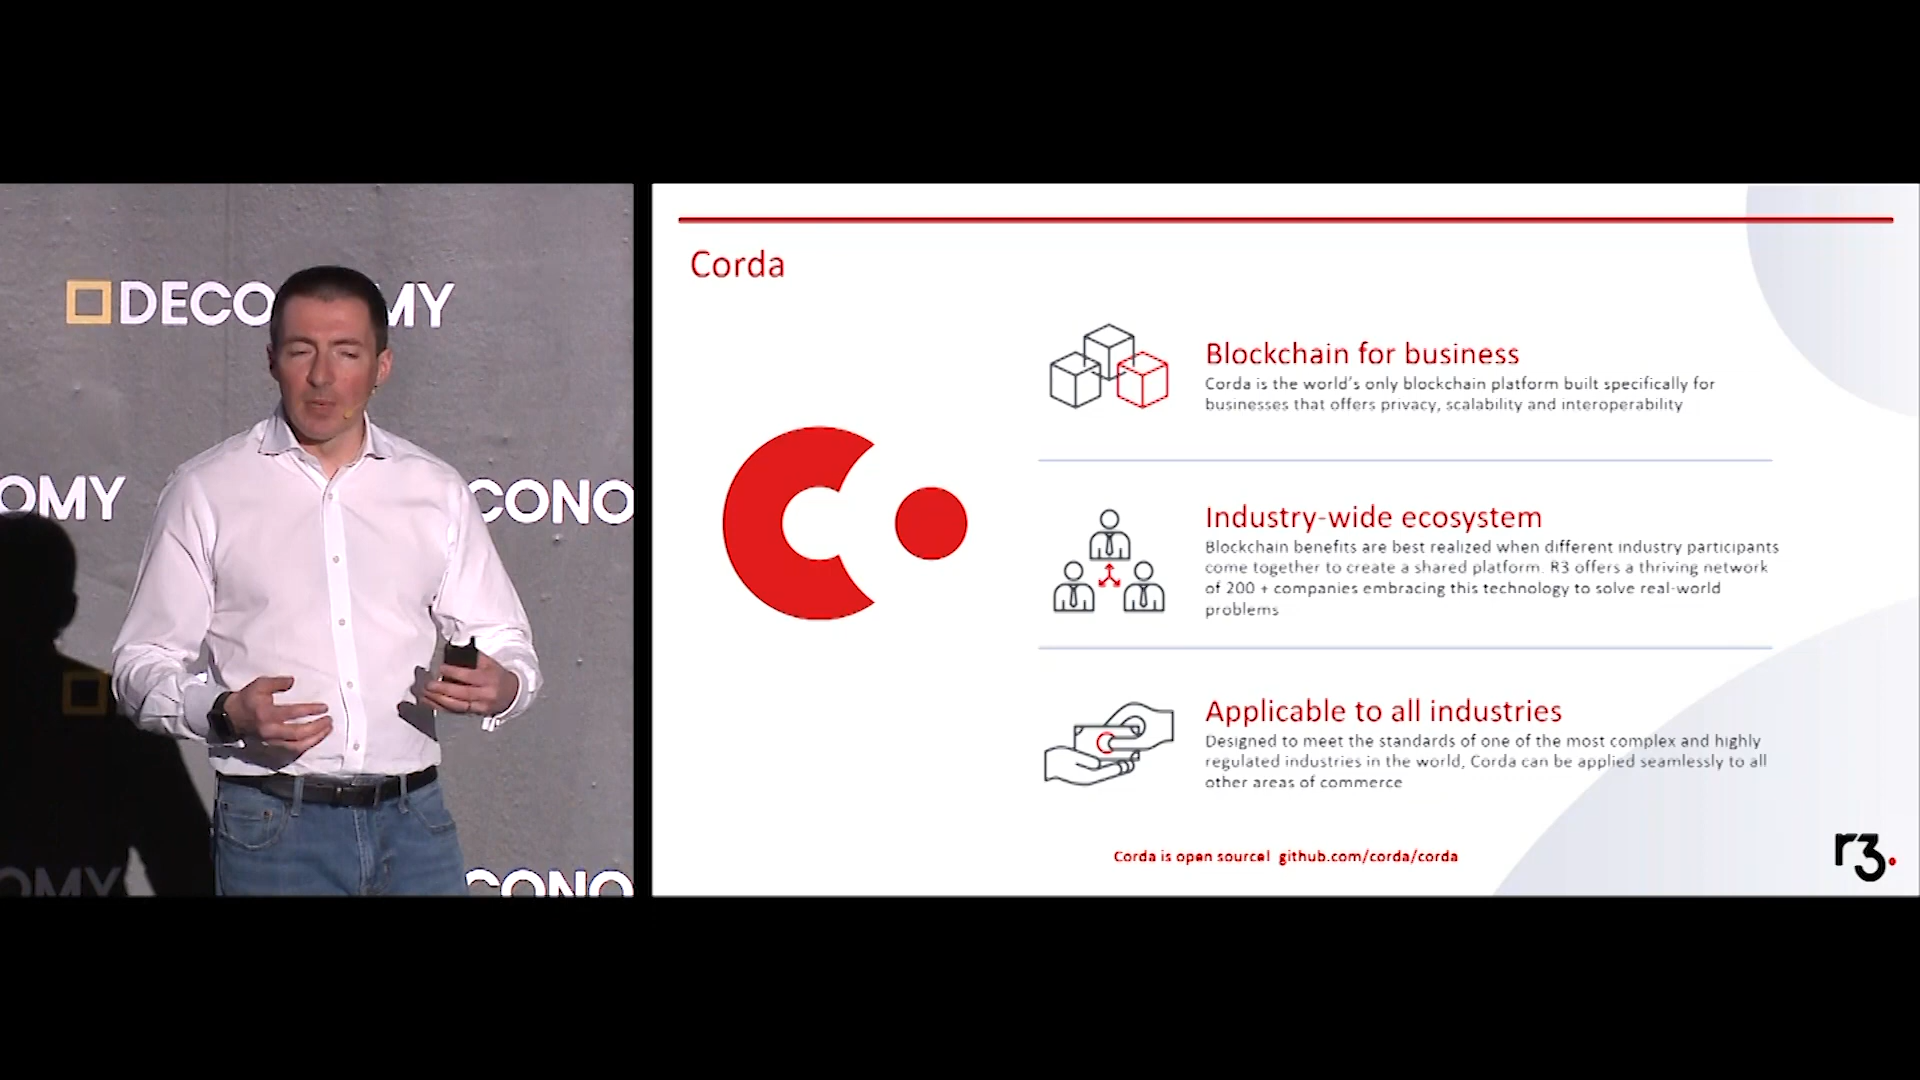 DECO MY
OMY
CONO
OMY
CONO
Corda
Blockchain for business
Corda is the world's only blockchain platform built specifically for
businesses that offers privacy, scalability and interoperability
Industry-wide ecosystem
Blockchain benefits are best realized when different industry participants
come together to create a shared platform. R3 offers a thriving network
of 200 + companies embracing this technology to solve real-world
problems
Applicable to all industries
Designed to meet the standards of one of the most complex and highly
regulated industries in the world, Corda can be applied seamlessly to all
other areas of commerce
Corda is open source! github.com/corda/corda
r3.